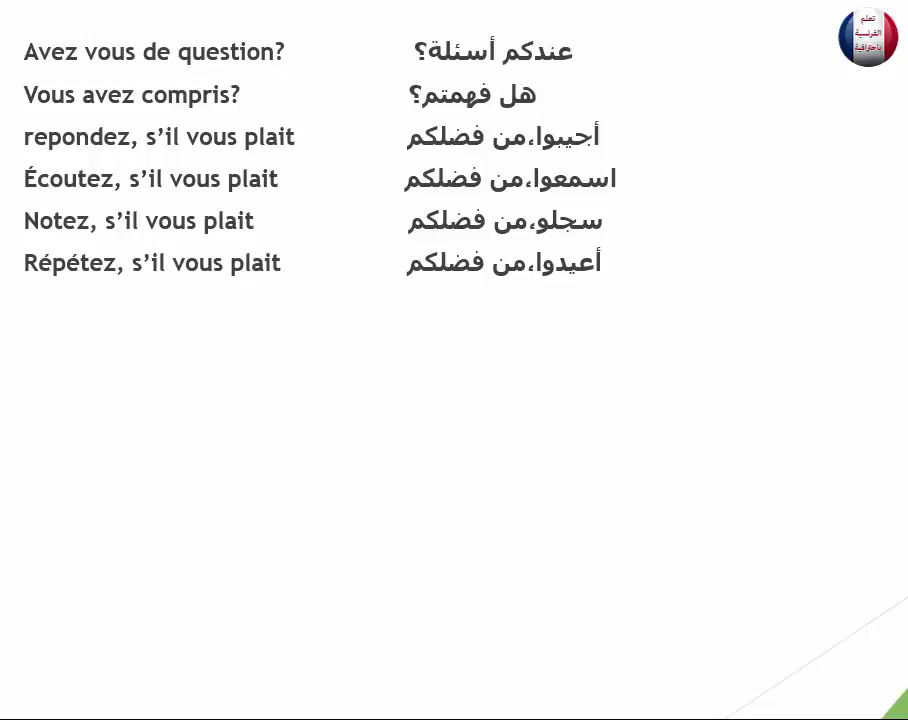 Avez vous de question? عندكم أسئلة؟
Vous avez compris? هل فهمتم؟
repondez, s’il vous plait أجيبوا،من فضلكم
Écoutez, s’il vous plait اسمعوا،من فضلكم
Notez, s’il vous plait سجلو،من فضلكم
Répétez, s’il vous plait أعيدوا،من فضلكم
تعلم
الفرنسية
باحترافية